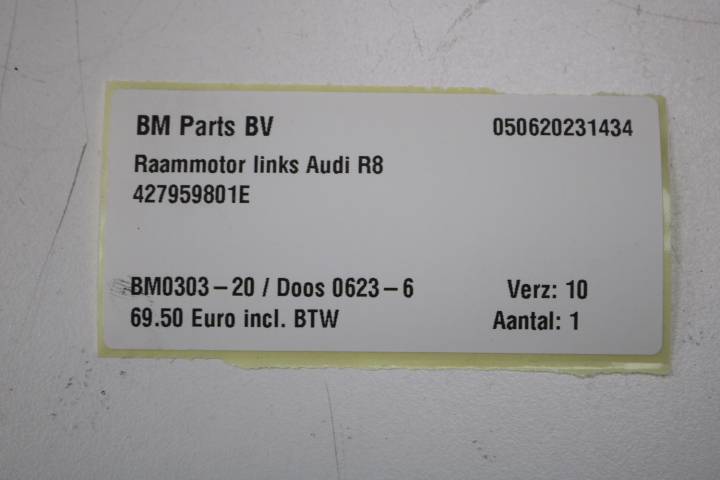 BM Parts BV 050620231434
Raammotor links Audi R8
427959801E
BM0303-20 / Doos 0623-6 Verz: 10
69.50 Euro incl. BTW Aantal: 1